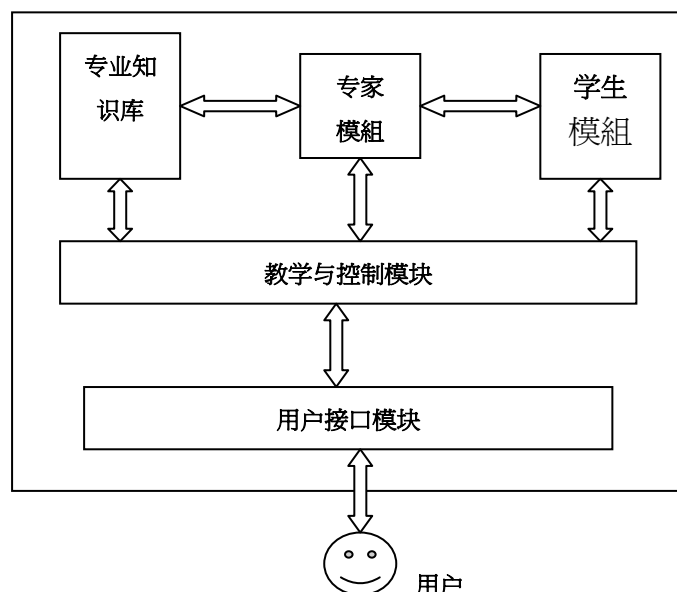 专业知
识库
专家
模組
学生
模組
教学与控制模块
用户接口模块
用户